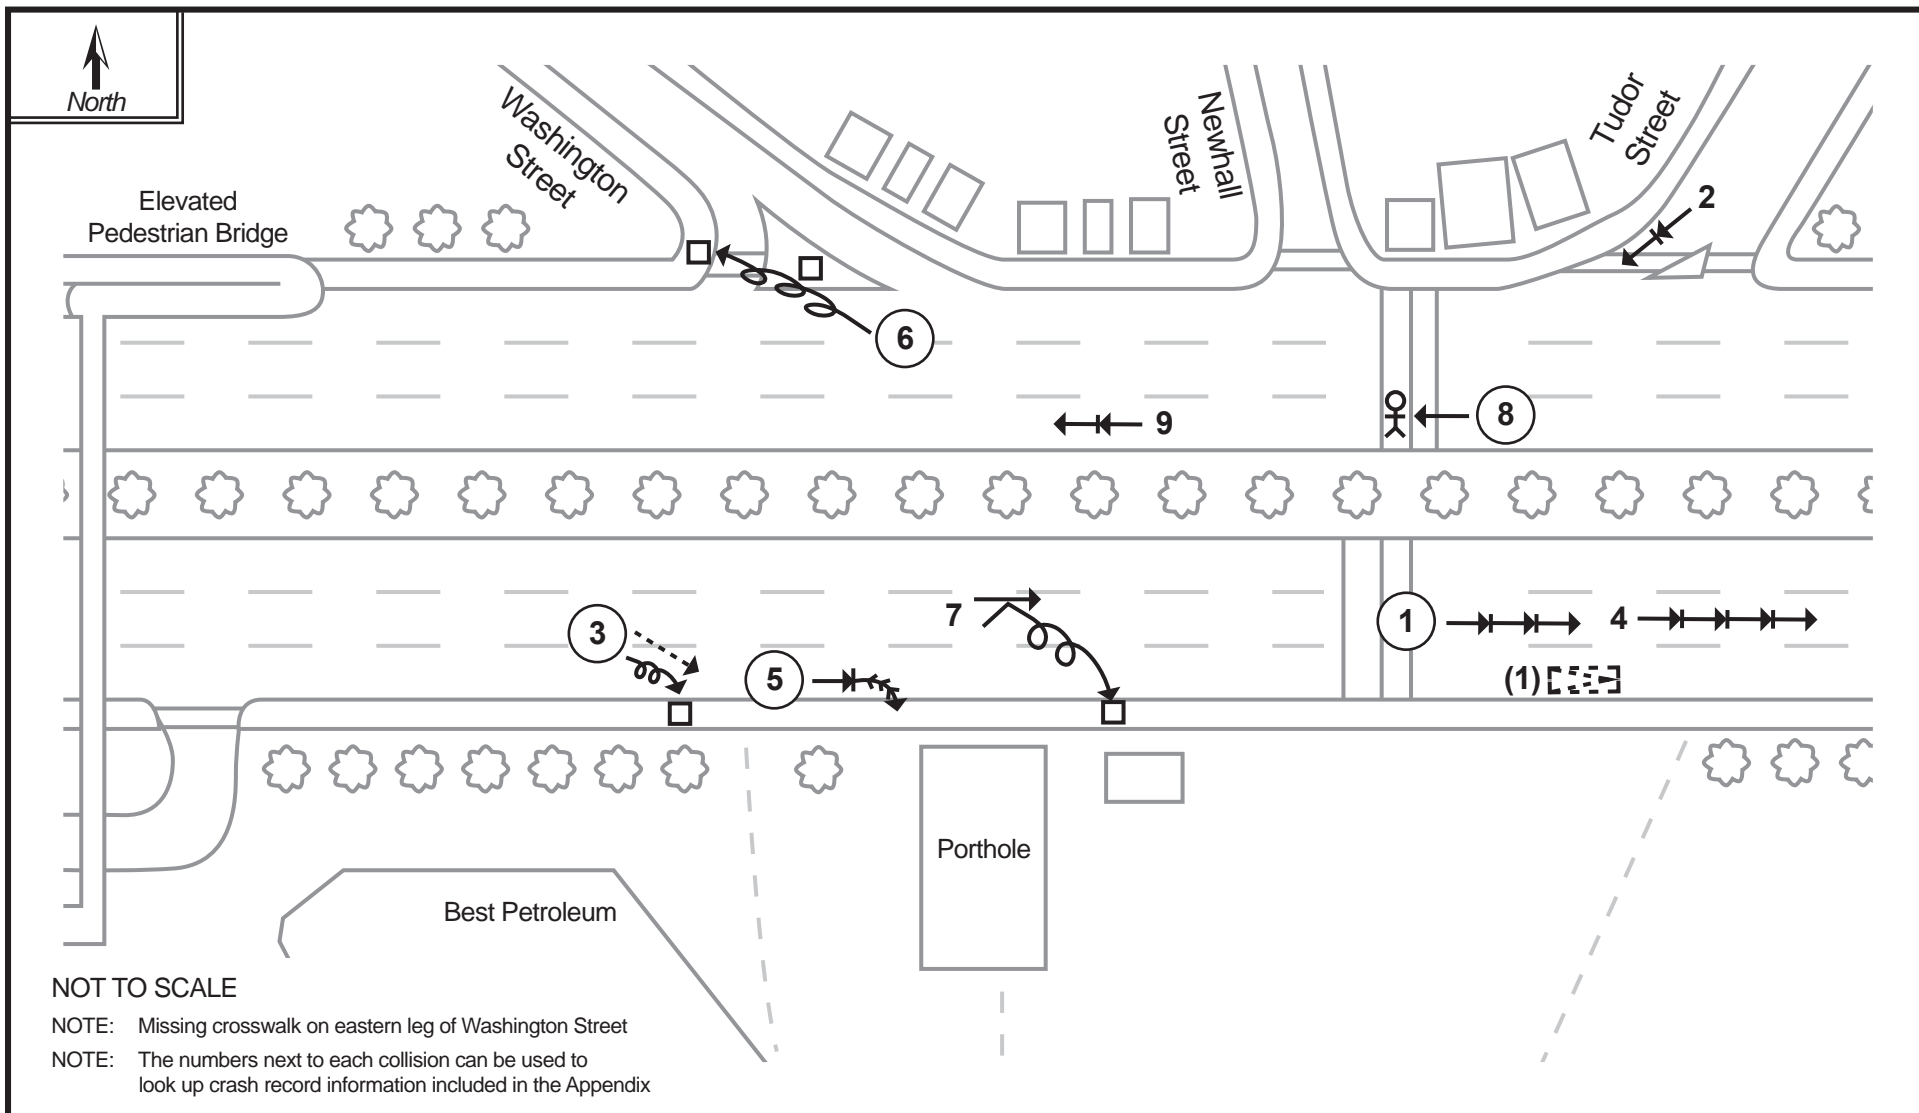 North
Washington
Street
Newhall
Street
Tudor
Street
Elevated
Pedestrian Bridge
2
6
9
8
3
5
7
1
4
(1)
Porthole
Best Petroleum
NOT TO SCALE
NOTE: Missing crosswalk on eastern leg of Washington Street
NOTE: The numbers next to each collision can be used to
look up crash record information included in the Appendix